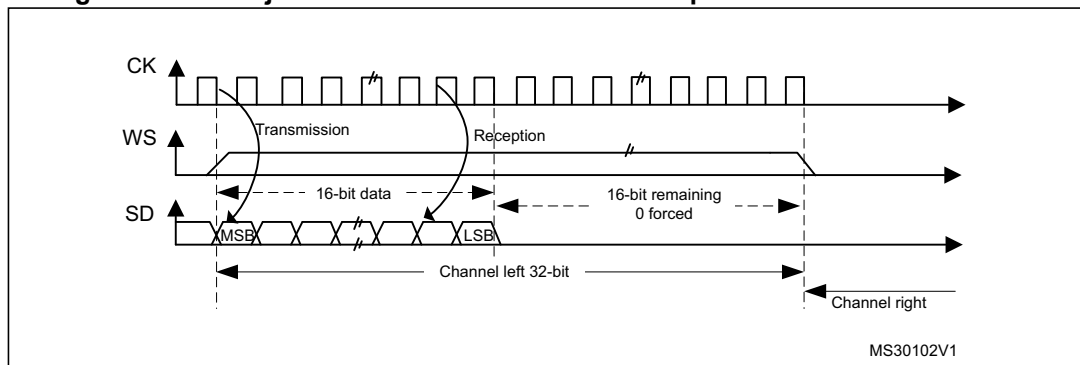 CK
Transmission
Reception
WS
16-bit data
16-bit remaining
0 forced
SD
MSB
LSB
Channel left 32-bit
Channel right
MS30102V1